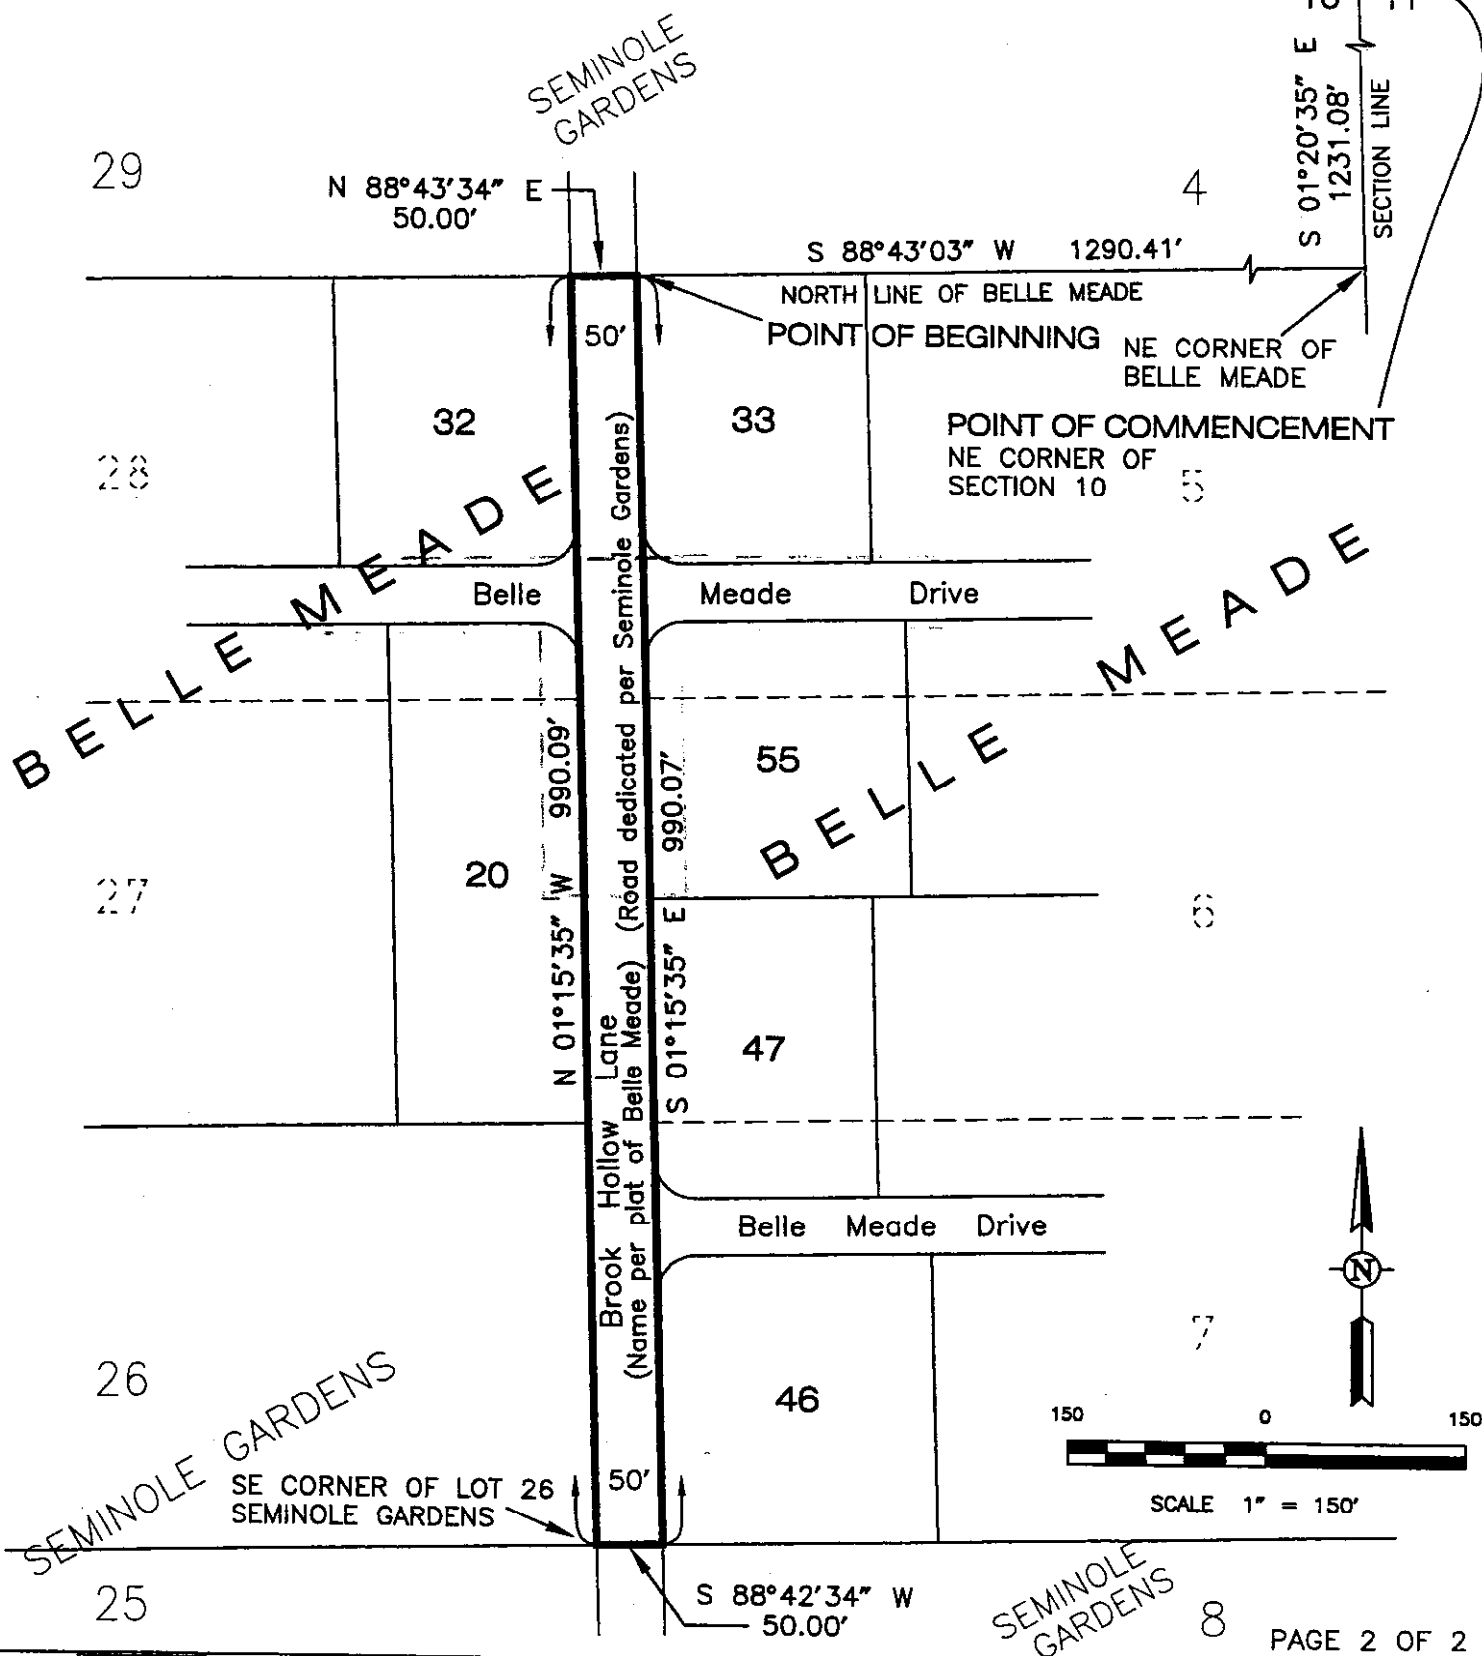 SEMINOLE
GARDENS
S 01°20'35" E
1231.08'
SECTION LINE
29
N 88°43'34" E
50.00'
4
S 88°43'03" W 1290.41'
NORTH LINE OF BELLE MEADE
50'
POINT OF BEGINNING
NE CORNER OF
BELLE MEADE
32
33
POINT OF COMMENCEMENT
NE CORNER OF
SECTION 10
28
5
BELLE MEADE
BELLE MEADE
Belle Meade Drive
55
N 01°15'35" W 990.09'
S 01°15'35" E 990.07'
20
27
6
Brook Hollow Lane
(Name per plat of Belle Meade) (Road dedicated per Seminole Gardens)
47
Belle Meade Drive
N
7
26
46
150 0 150
SCALE 1" = 150'
SEMINOLE GARDENS
SE CORNER OF LOT 26
SEMINOLE GARDENS
50'
25
S 88°42'34" W
50.00'
SEMINOLE
GARDENS
8
PAGE 2 OF 2